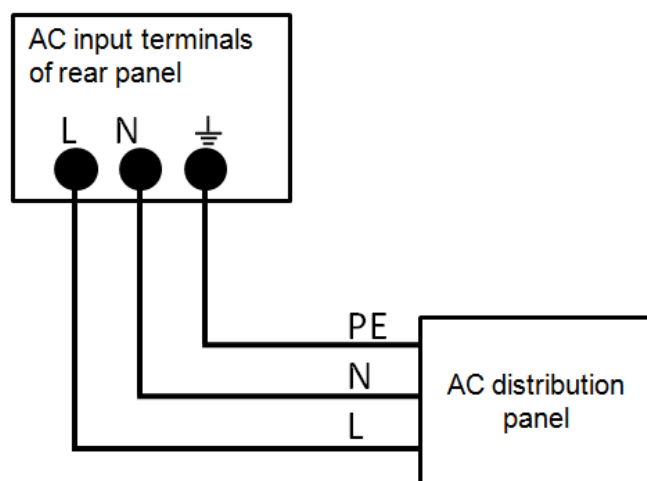 AC input terminals
of rear panel
L N
PE
N
L
AC distribution
panel